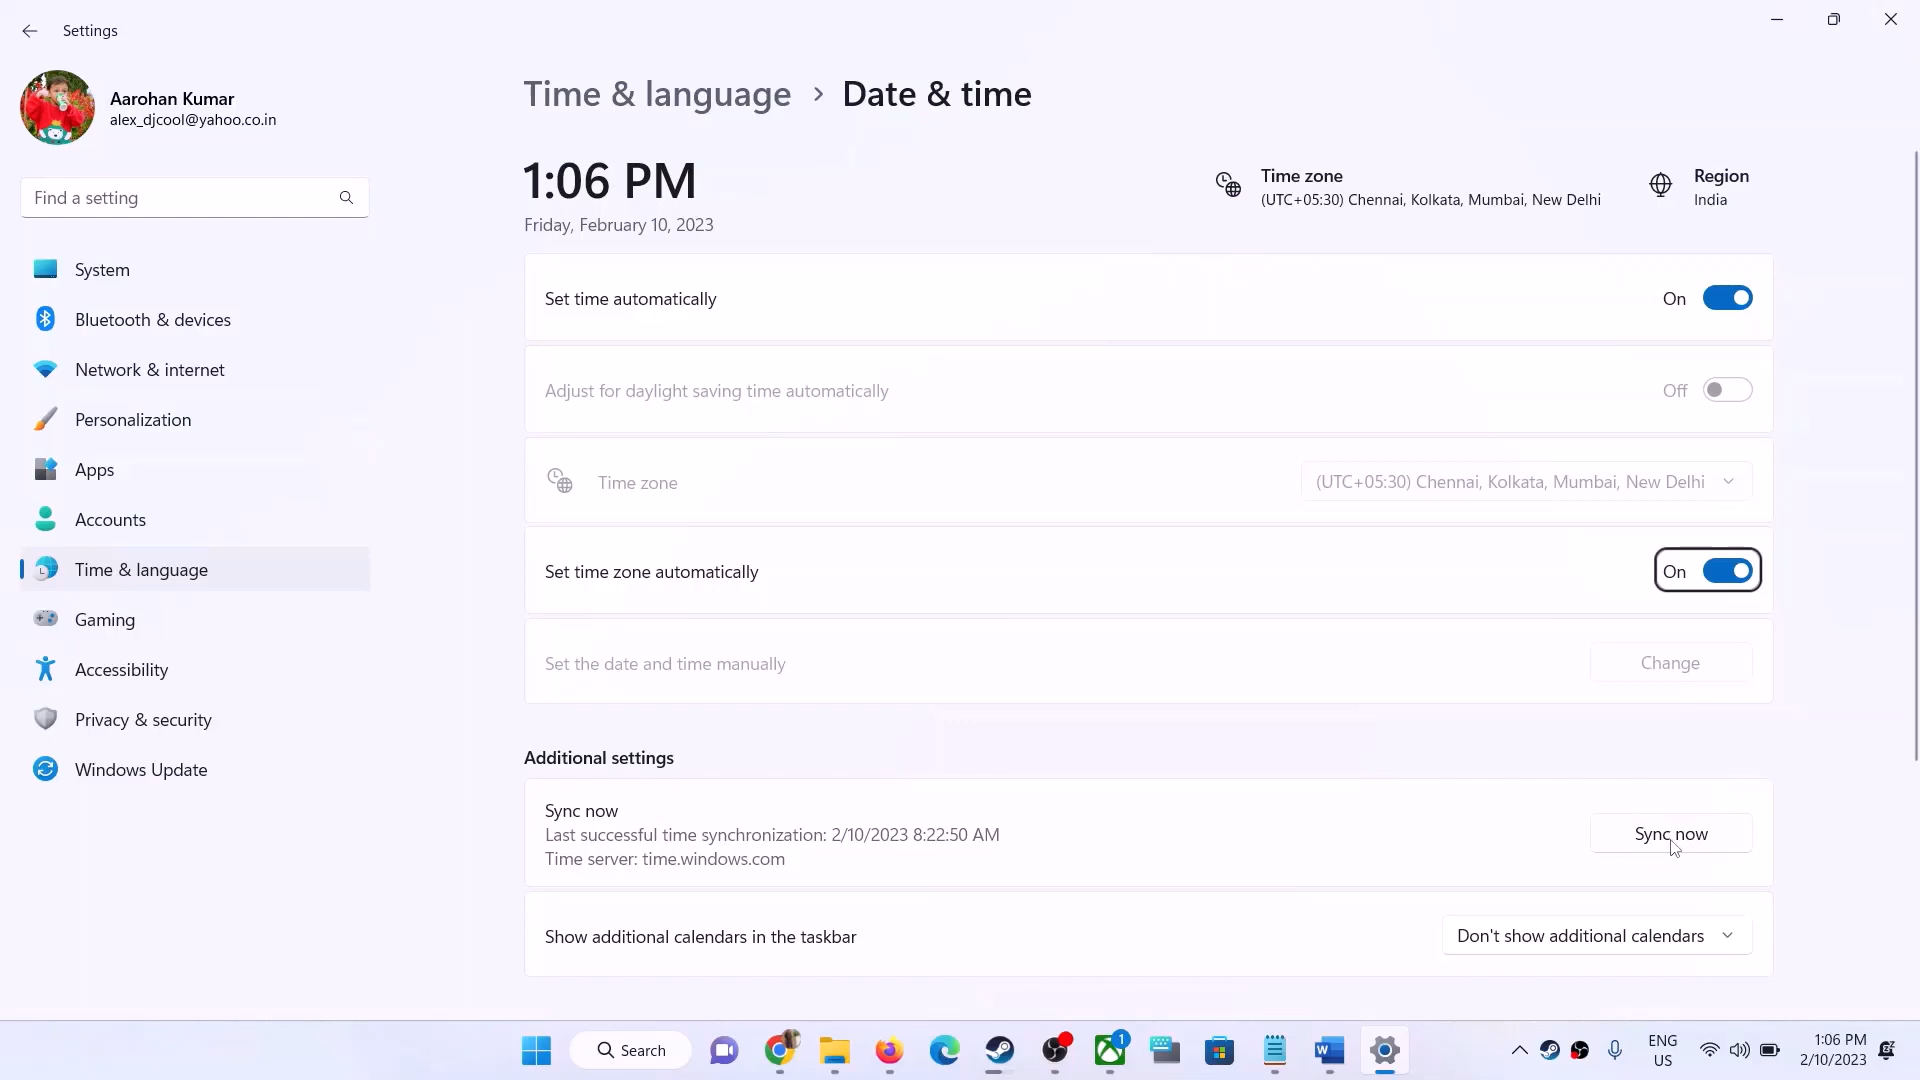 Settings
Aarohan Kumar
alex_djcool@yahoo.co.in
Find a setting
System
Bluetooth & devices
Network & internet
Personalization
Apps
Accounts
Time & language
Gaming
Accessibility
Privacy & security
Windows Update
Time & language > Date & time
1:06 PM
Friday, February 10, 2023
Time zone
(UTC+05:30) Chennai, Kolkata, Mumbai, New Delhi
Region
India
Set time automatically On
Adjust for daylight saving time automatically Off
Time zone (UTC+05:30) Chennai, Kolkata, Mumbai, New Delhi
Set time zone automatically On
Set the date and time manually Change
Additional settings
Sync now
Last successful time synchronization: 2/10/2023 8:22:50 AM
Time server: time.windows.com
Sync now
Show additional calendars in the taskbar Don't show additional calendars
Search
1
ENG
US
1:06 PM
2/10/2023